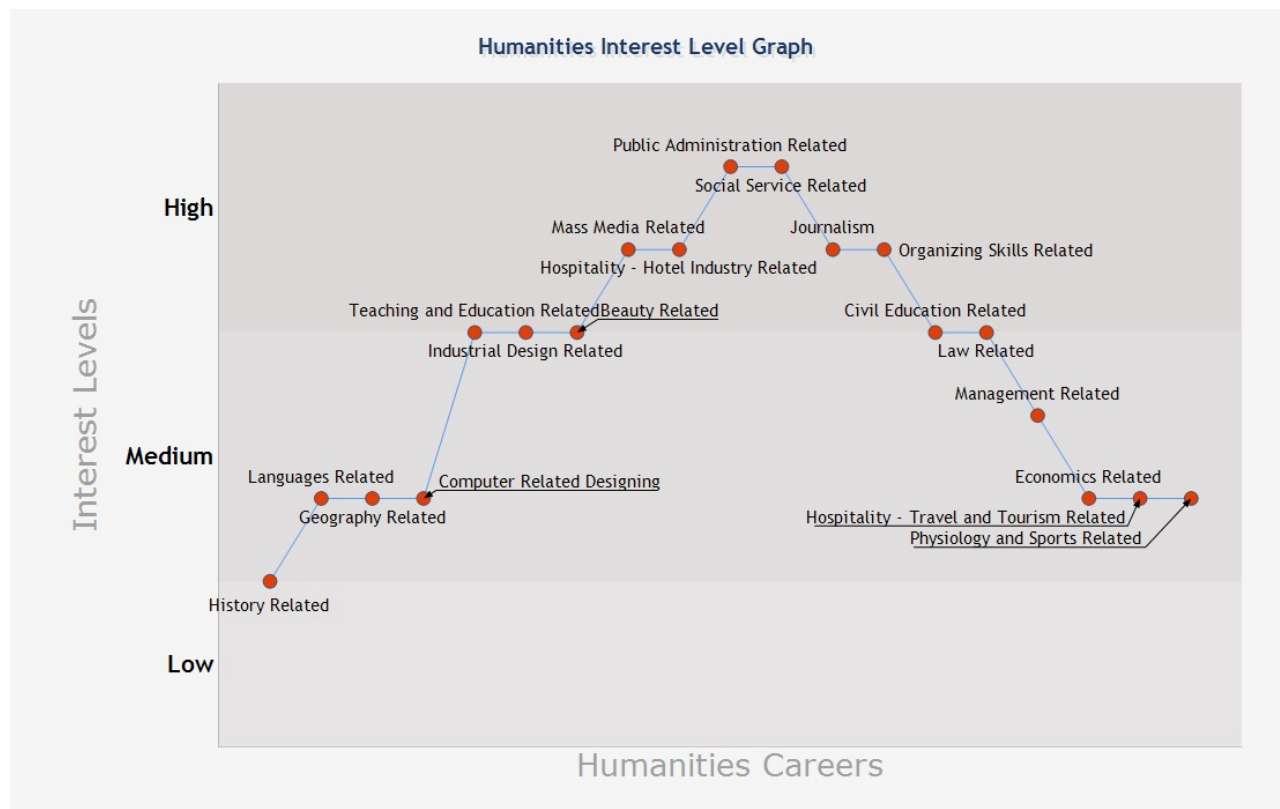 Humanities Interest Level Graph
Public Administration Related
Social Service Related
High
Mass Media Related
Journalism
Hospitality - Hotel Industry Related
Organizing Skills Related
Teaching and Education Related
Beauty Related
Civil Education Related
Industrial Design Related
Law Related
Management Related
Interest Levels
Medium
Languages Related
Computer Related Designing
Economics Related
Geography Related
Hospitality - Travel and Tourism Related
Physiology and Sports Related
History Related
Low
Humanities Careers